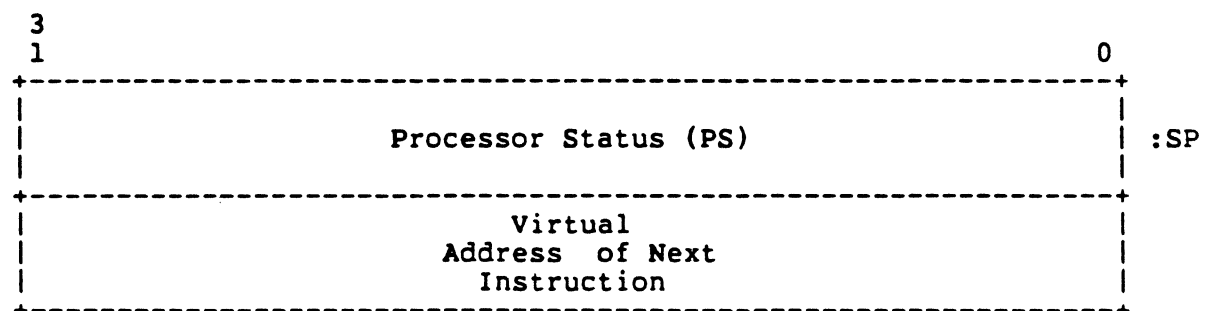 3
1 0
Processor Status (PS) :SP
Virtual
Address of Next
Instruction